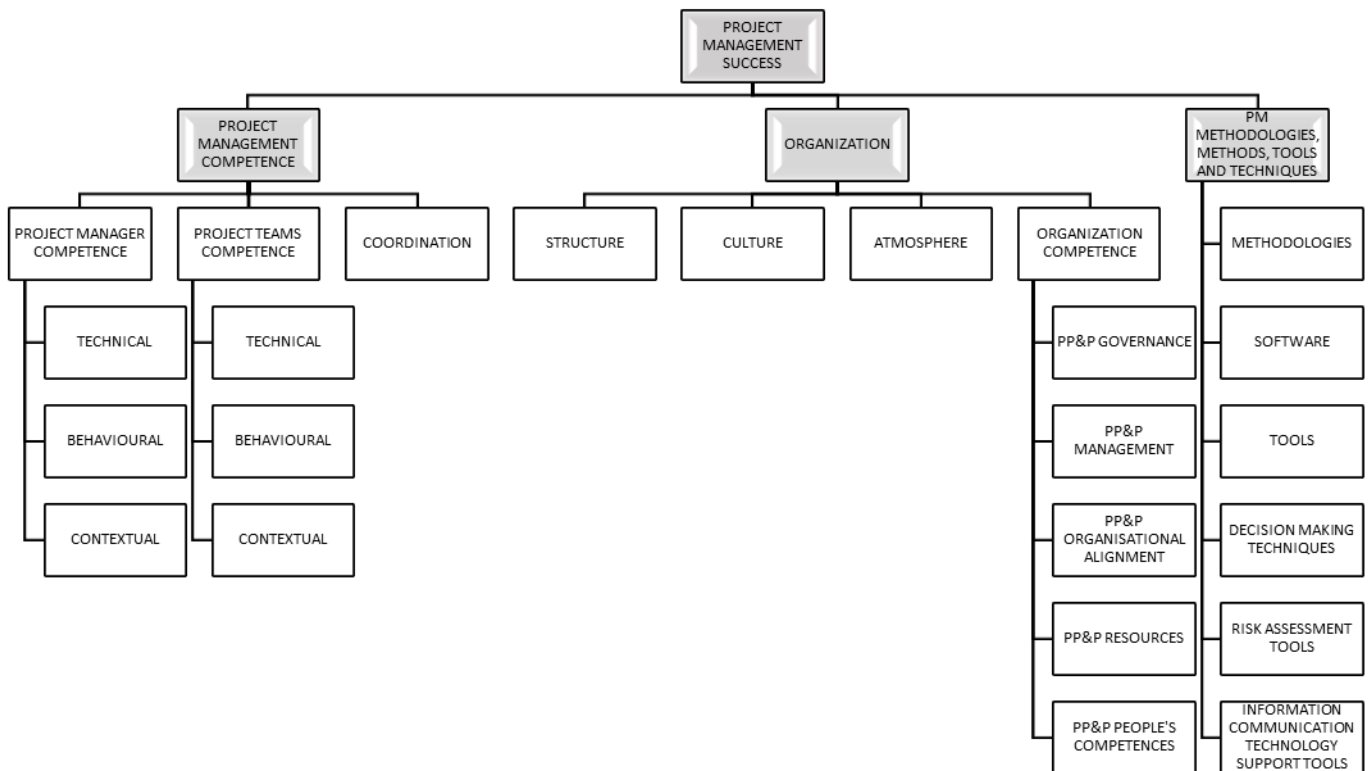 PROJECT
MANAGEMENT
SUCCESS
PROJECT
MANAGEMENT
COMPETENCE
ORGANIZATION
PM
METHODOLOGIES,
METHODS, TOOLS
AND TECHNIQUES
PROJECT MANAGER
COMPETENCE
PROJECT TEAMS
COMPETENCE
COORDINATION
STRUCTURE
CULTURE
ATMOSPHERE
ORGANIZATION
COMPETENCE
METHODOLOGIES
TECHNICAL
TECHNICAL
PP&P GOVERNANCE
SOFTWARE
BEHAVIOURAL
BEHAVIOURAL
PP&P
MANAGEMENT
TOOLS
CONTEXTUAL
CONTEXTUAL
PP&P
ORGANISATIONAL
ALIGNMENT
DECISION MAKING
TECHNIQUES
PP&P RESOURCES
RISK ASSESSMENT
TOOLS
PP&P PEOPLE'S
COMPETENCES
INFORMATION
COMMUNICATION
TECHNOLOGY
SUPPORT TOOLS